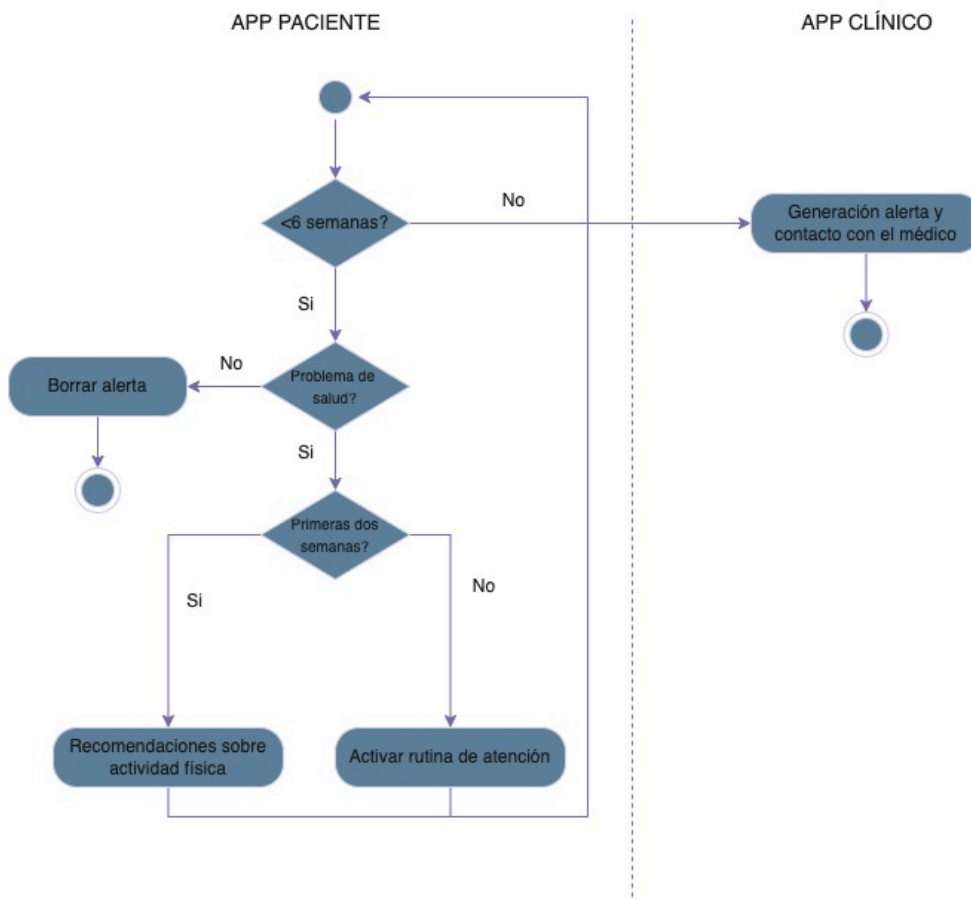 APP PACIENTE
APP CLÍNICO
<6 semanas?
No
Generación alerta y
contacto con el médico
Si
No
Borrar alerta
Problema de
salud?
Si
Primeras dos
semanas?
Si
No
Recomendaciones sobre
actividad física
Activar rutina de atención